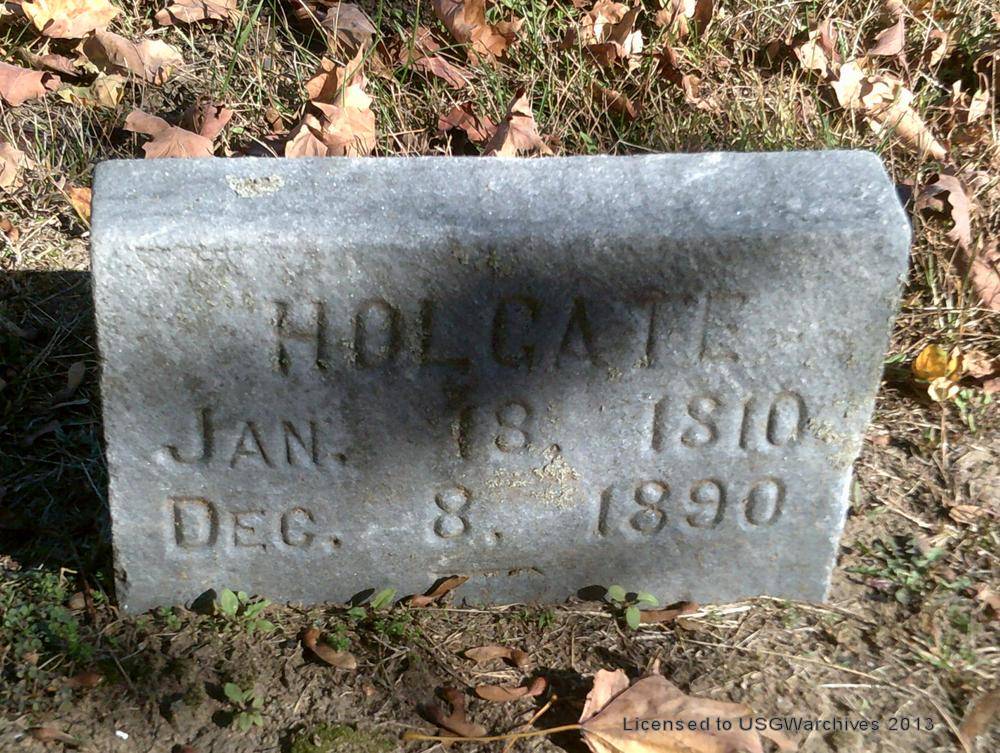 HOLGATE
JAN. 18. 1810
DEC. 8. 1890
Licensed to USGWarchives 2013